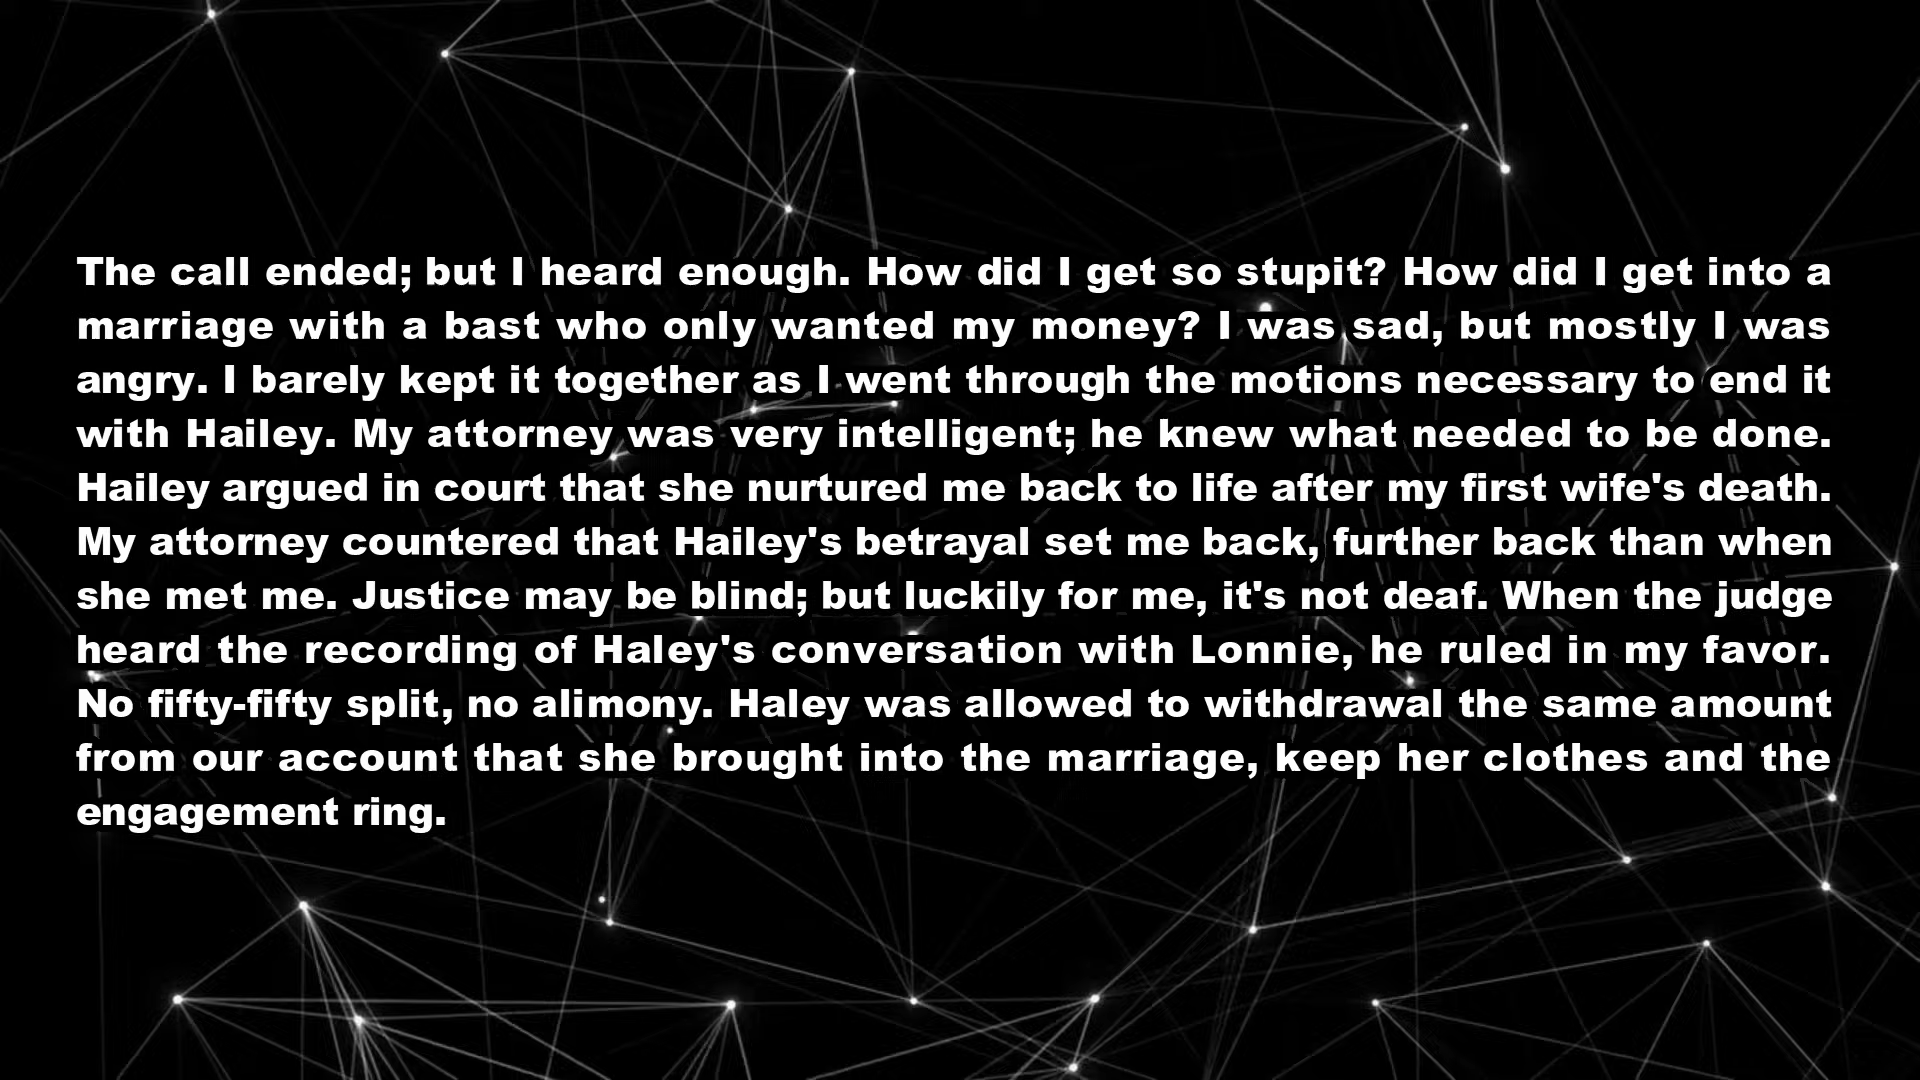 The call ended; but I heard enough. How did I get so stupit? How did I get into a
marriage with a bast who only wanted my money? I was sad, but mostly I was
angry. I barely kept it together as I went through the motions necessary to end it
with Hailey. My attorney was very intelligent; he knew what needed to be done.
Hailey argued in court that she nurtured me back to life after my first wife's death.
My attorney countered that Hailey's betrayal set me back, further back than when
she met me. Justice may be blind; but luckily for me, it's not deaf. When the judge
heard the recording of Haley's conversation with Lonnie, he ruled in my favor.
No fifty-fifty split, no alimony. Haley was allowed to withdrawal the same amount
from our account that she brought into the marriage, keep her clothes and the
engagement ring.